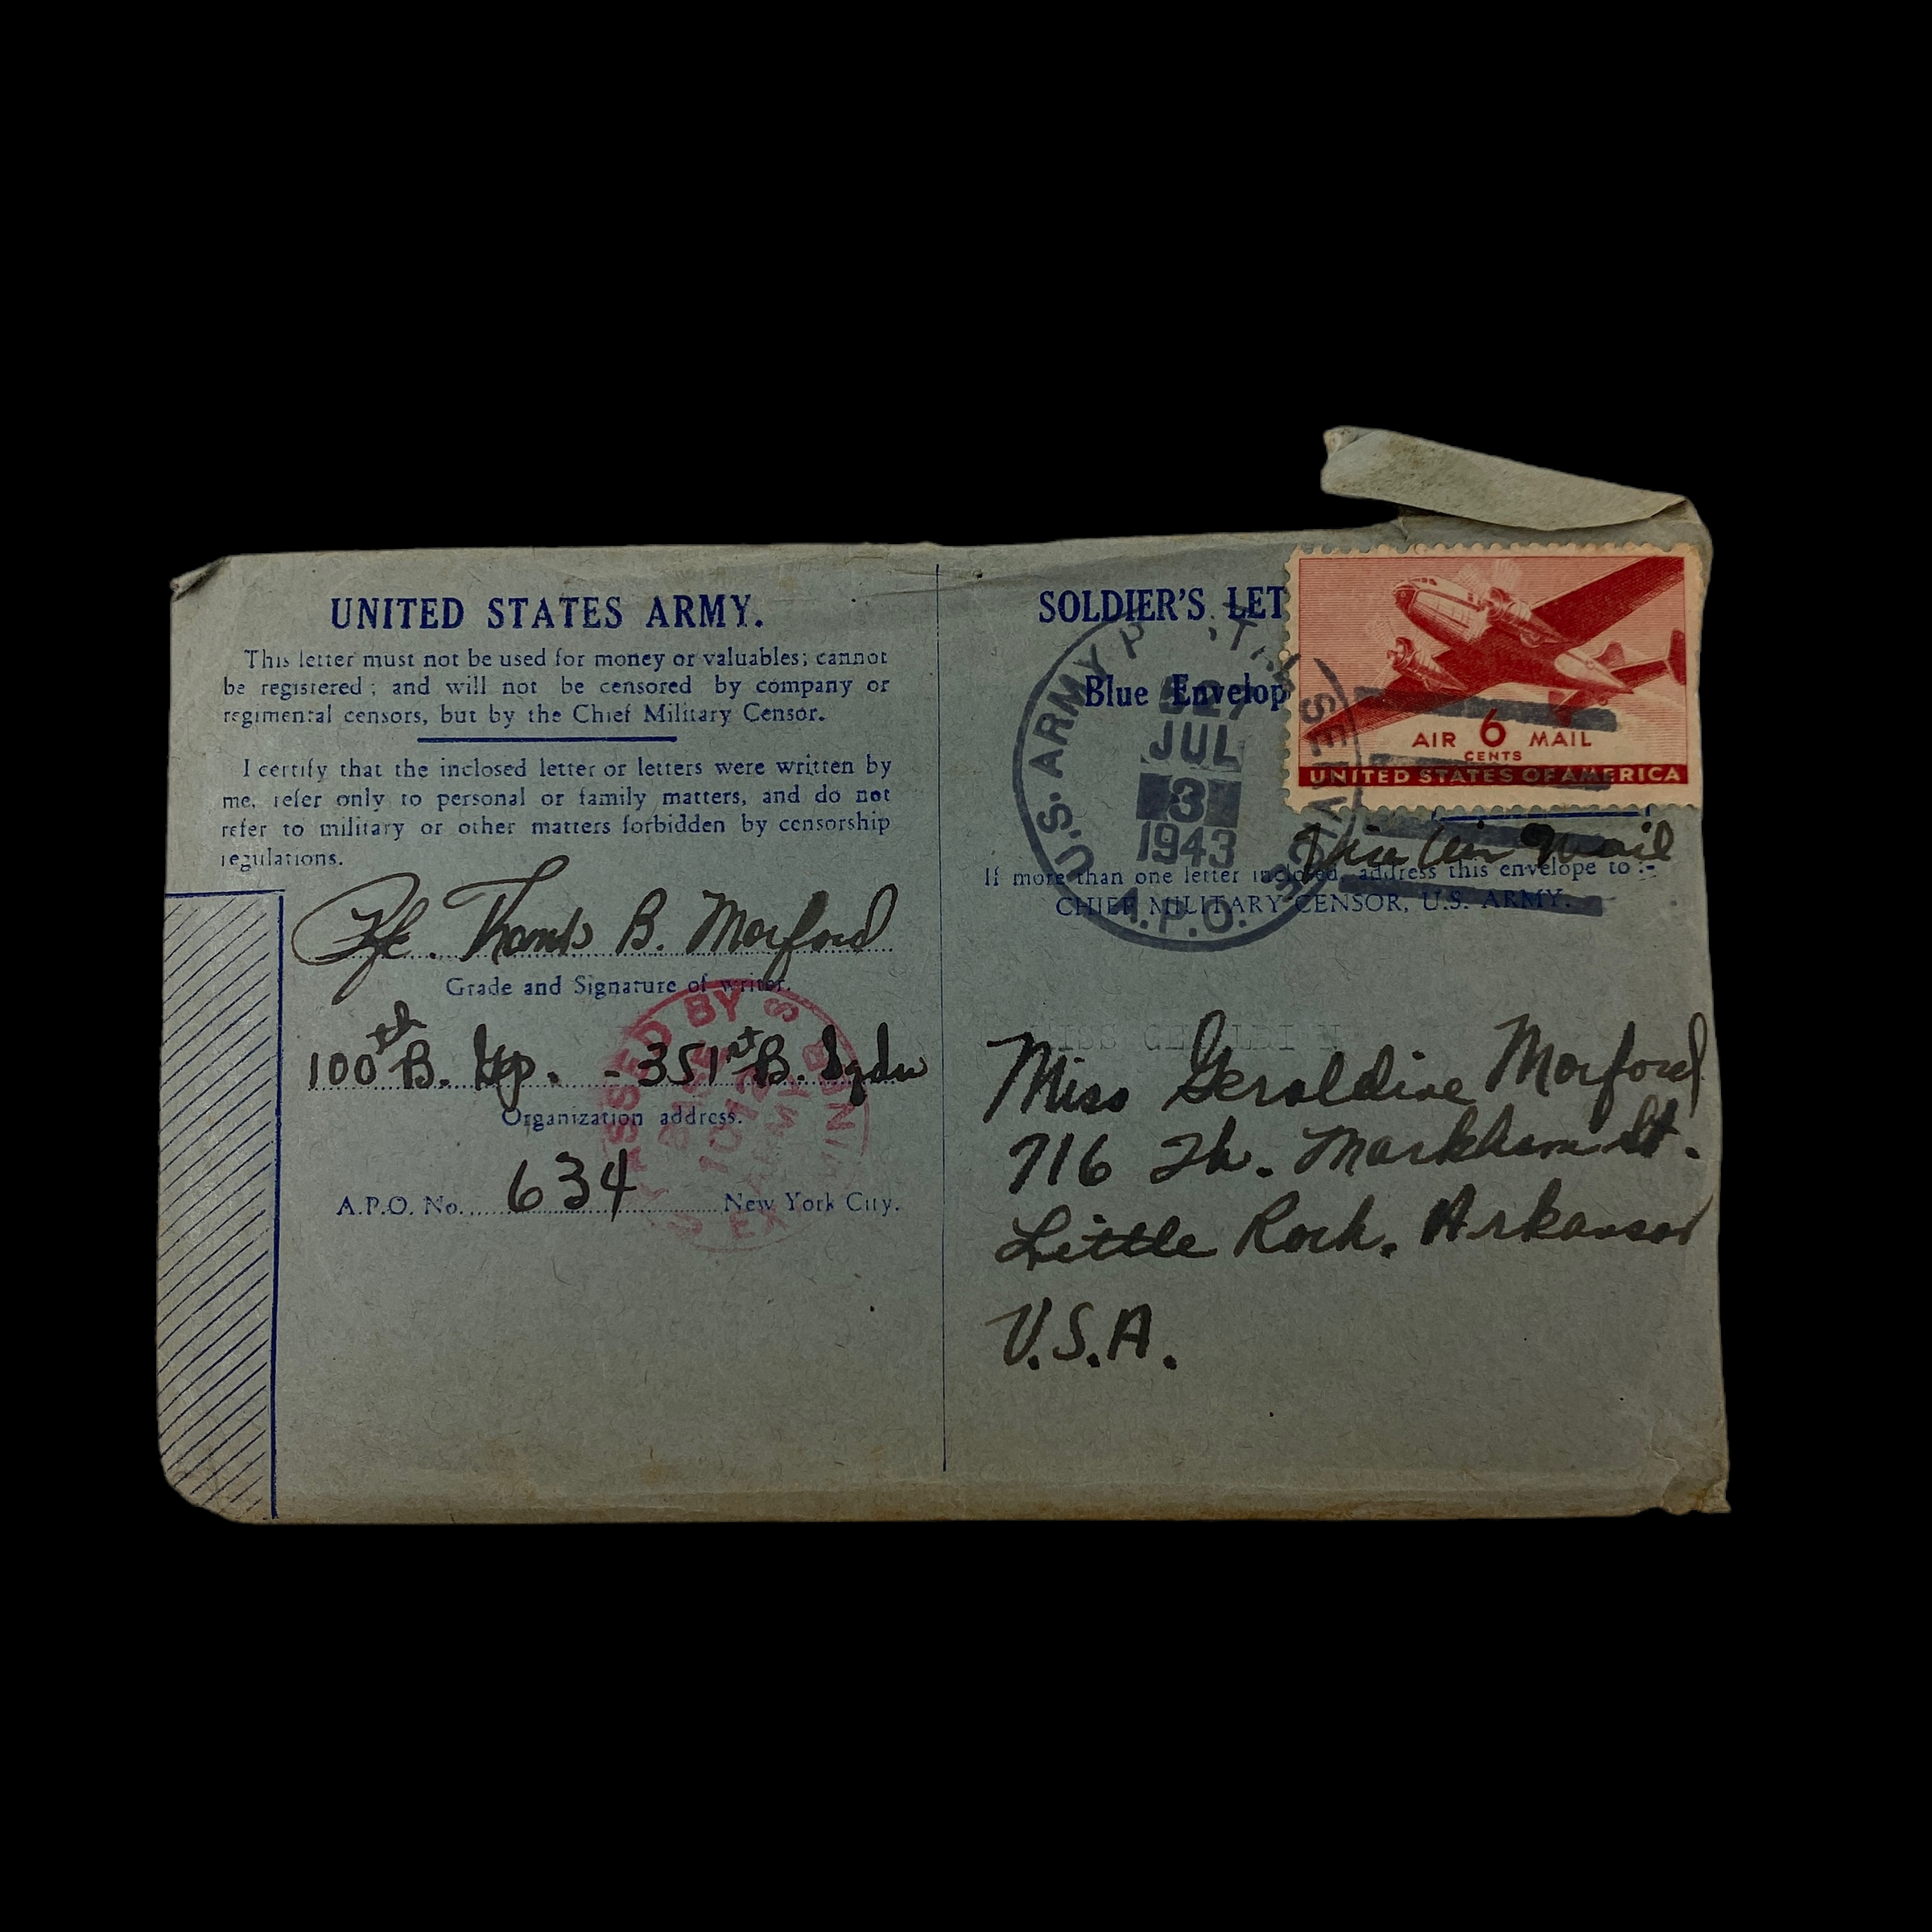 UNITED STATES ARMY.
This letter must not be used for money or valuables; cannot
be registered; and will not be censored by company or
regimental censors, but by the Chief Military Censor.
I certify that the inclosed letter or letters were written by
me, refer only to personal or family matters, and do not
refer to military or other matters forbidden by censorship
regulations.
Pfc. Thomas B. Morford
Grade and Signature of writer.
100th B. Gp. - 351st B. Sqdn
Organization address.
A.P.O. No. 634 New York City.
PASSED BY
SOLDIER'S LET
Blue Envelop
U.S. ARMY
JUL
3
1943
A.P.O.
AIR 6 MAIL
CENTS
UNITED STATES OF AMERICA
Via Air Mail
If more than one letter inclosed, address this envelope to :-
CHIEF MILITARY CENSOR, U.S. ARMY.
Miss Geraldine Morford
716 W. Markham St.
Little Rock, Arkansas
U.S.A.